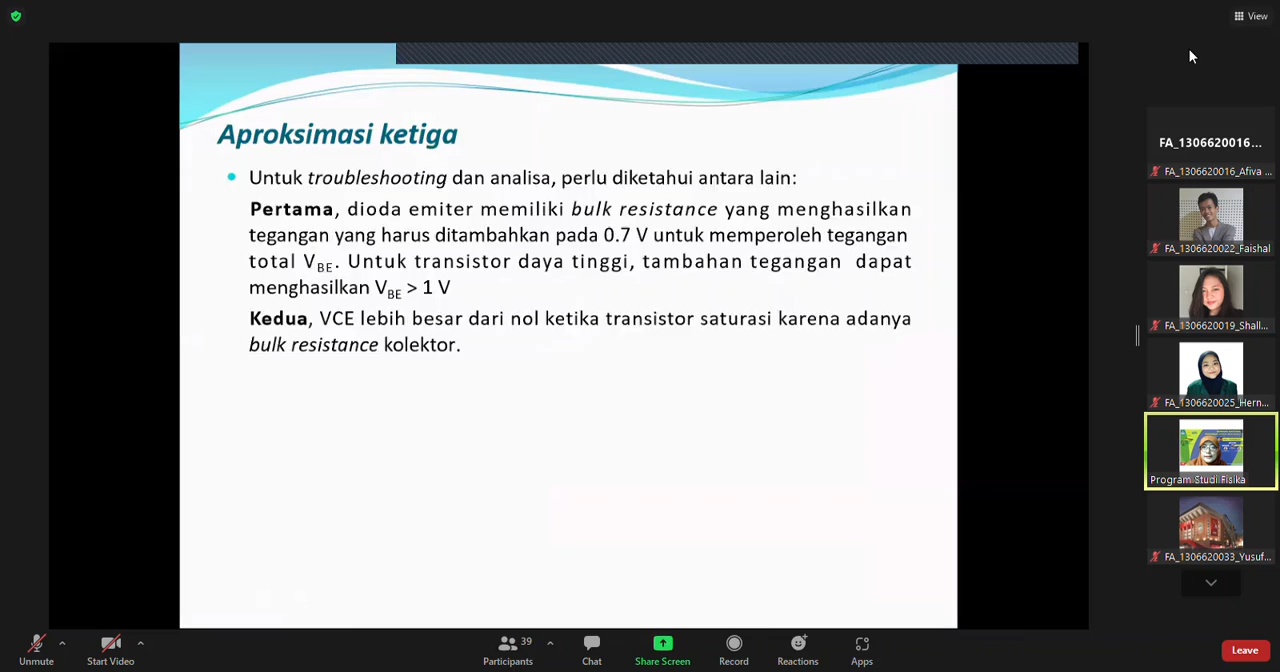 View
Aproksimasi ketiga
• Untuk troubleshooting dan analisa, perlu diketahui antara lain:
Pertama, dioda emiter memiliki bulk resistance yang menghasilkan
tegangan yang harus ditambahkan pada 0.7 V untuk memperoleh tegangan
total VBE. Untuk transistor daya tinggi, tambahan tegangan dapat
menghasilkan VBE > 1 V
Kedua, VCE lebih besar dari nol ketika transistor saturasi karena adanya
bulk resistance kolektor.
FA_1306620016...
FA_1306620016_Afiva ...
FA_1306620022_Faishal
FA_1306620019_Shall...
FA_1306620025_Hern...
Program Studi Fisika
FA_1306620033_Yusuf...
Unmute
Start Video
39
Participants
Chat
Share Screen
Record
Reactions
Apps
Leave